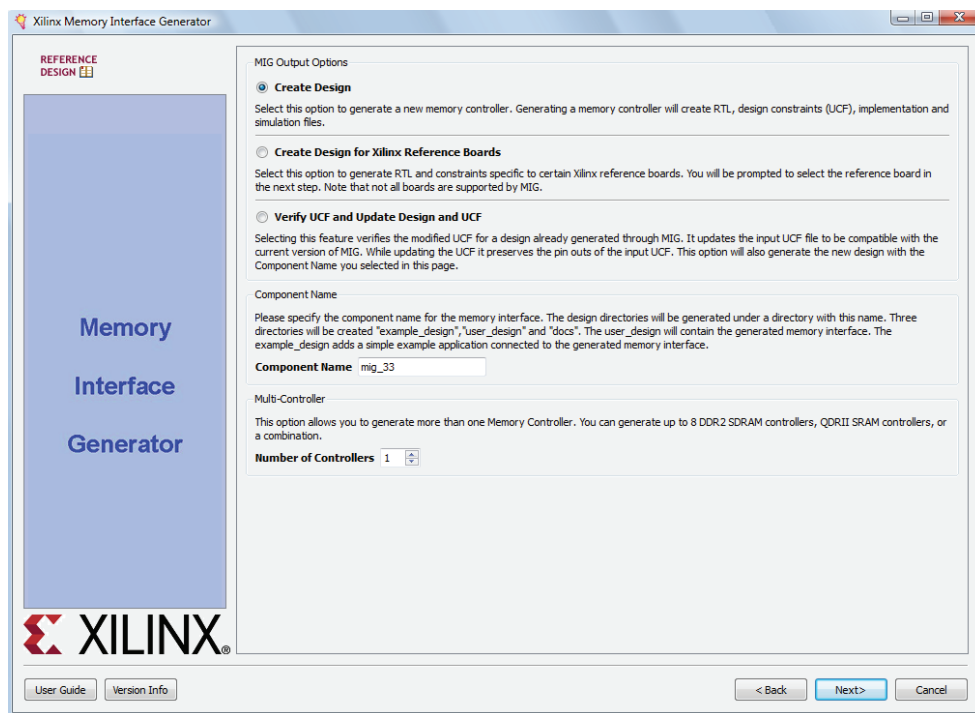 Xilinx Memory Interface Generator
REFERENCE
DESIGN
Memory
Interface
Generator
XILINX®
MIG Output Options
Create Design
Select this option to generate a new memory controller. Generating a memory controller will create RTL, design constraints (UCF), implementation and
simulation files.
Create Design for Xilinx Reference Boards
Select this option to generate RTL and constraints specific to certain Xilinx reference boards. You will be prompted to select the reference board in
the next step. Note that not all boards are supported by MIG.
Verify UCF and Update Design and UCF
Selecting this feature verifies the modified UCF for a design already generated through MIG. It updates the input UCF file to be compatible with the
current version of MIG. While updating the UCF it preserves the pin outs of the input UCF. This option will also generate the new design with the
Component Name you selected in this page.
Component Name
Please specify the component name for the memory interface. The design directories will be generated under a directory with this name. Three
directories will be created "example_design","user_design" and "docs". The user_design will contain the generated memory interface. The
example_design adds a simple example application connected to the generated memory interface.
Component Name mig_33
Multi-Controller
This option allows you to generate more than one Memory Controller. You can generate up to 8 DDR2 SDRAM controllers, QDRII SRAM controllers, or
a combination.
Number of Controllers 1
User Guide Version Info < Back Next> Cancel